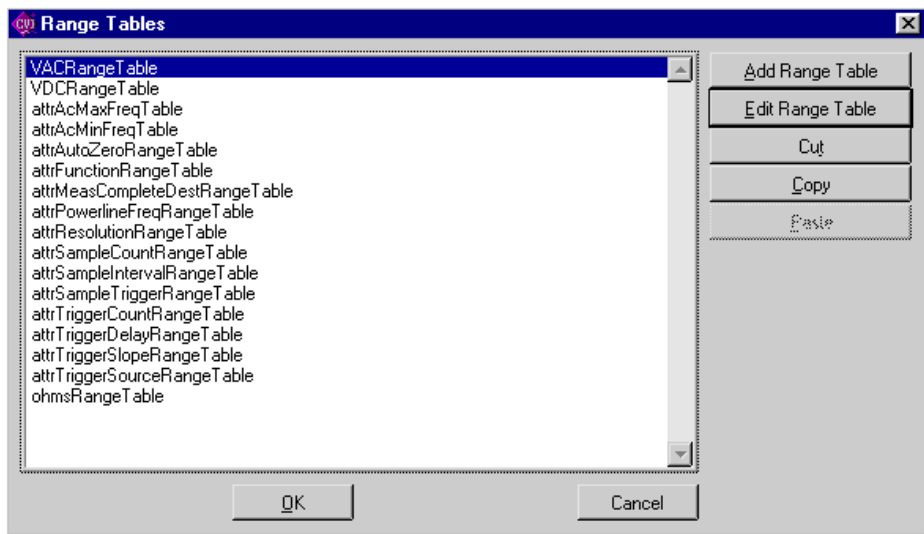 CVI Range Tables
VACRangeTable
VDCRangeTable
attrAcMaxFreqTable
attrAcMinFreqTable
attrAutoZeroRangeTable
attrFunctionRangeTable
attrMeasCompleteDestRangeTable
attrPowerlineFreqRangeTable
attrResolutionRangeTable
attrSampleCountRangeTable
attrSampleIntervalRangeTable
attrSampleTriggerRangeTable
attrTriggerCountRangeTable
attrTriggerDelayRangeTable
attrTriggerSlopeRangeTable
attrTriggerSourceRangeTable
ohmsRangeTable
Add Range Table
Edit Range Table
Cut
Copy
Paste
OK
Cancel